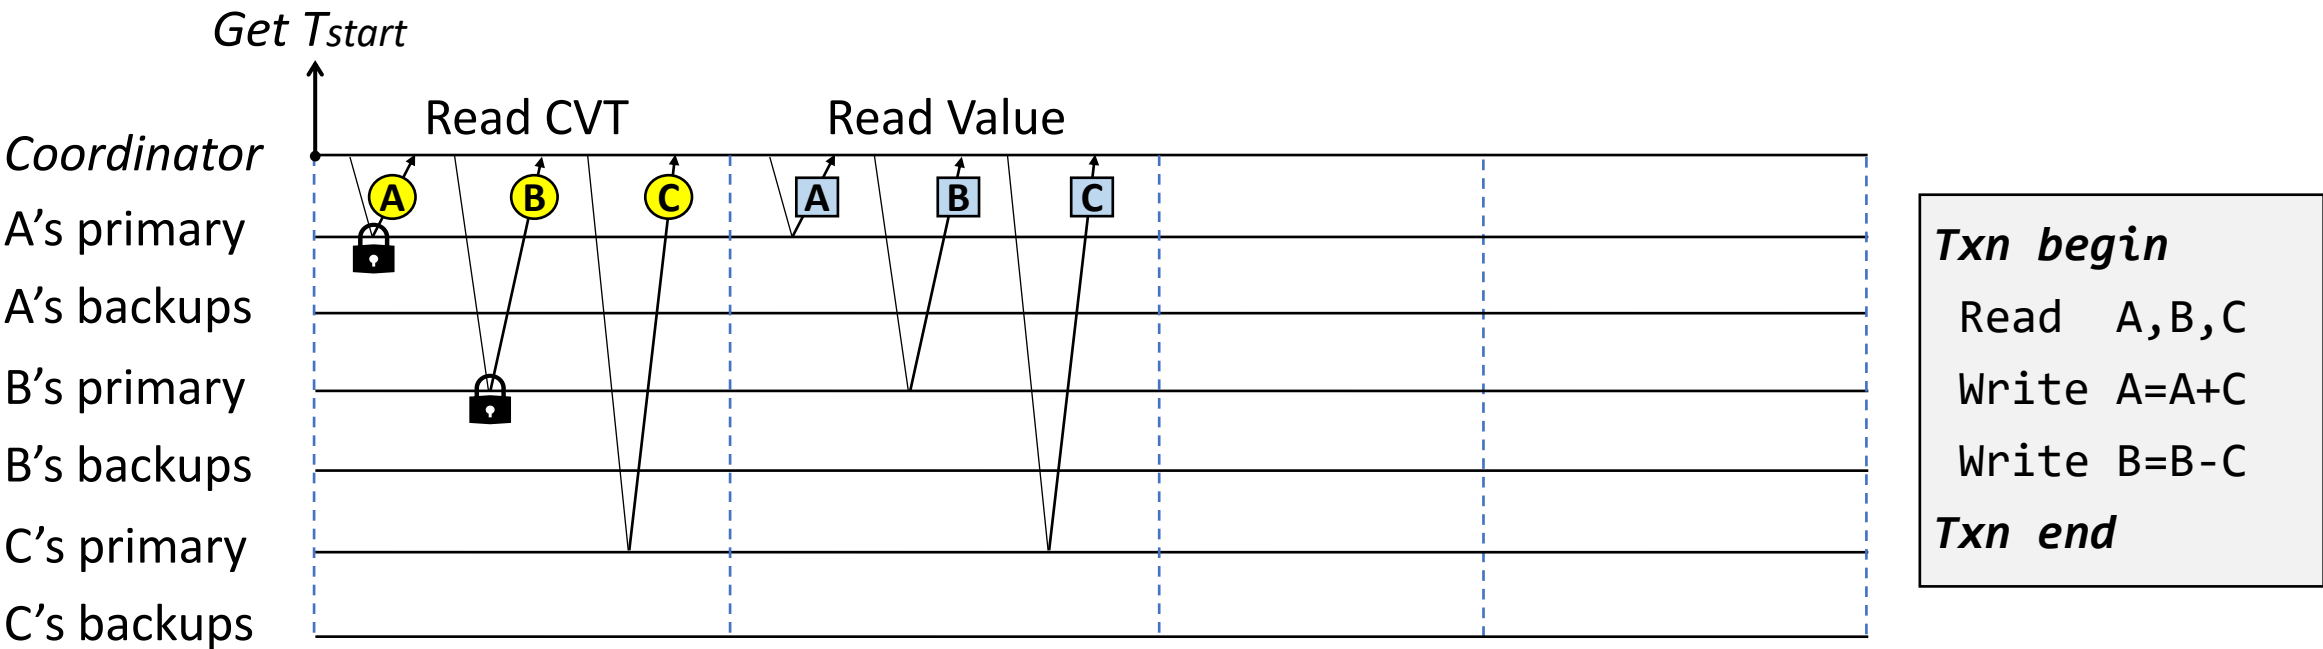 Get Tstart
Read CVT
Read Value
Coordinator
A B C A B C
A's primary
A's backups
B's primary
B's backups
C's primary
C's backups
Txn begin
Read A,B,C
Write A=A+C
Write B=B-C
Txn end